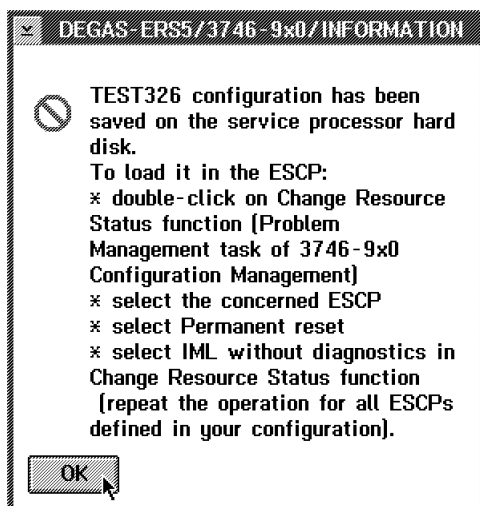 DEGAS-ERS5/3746-9x0/INFORMATION
TEST326 configuration has been
saved on the service processor hard
disk.
To load it in the ESCP:
* double-click on Change Resource
Status function (Problem
Management task of 3746-9x0
Configuration Management)
* select the concerned ESCP
* select Permanent reset
* select IML without diagnostics in
Change Resource Status function
(repeat the operation for all ESCPs
defined in your configuration).
OK